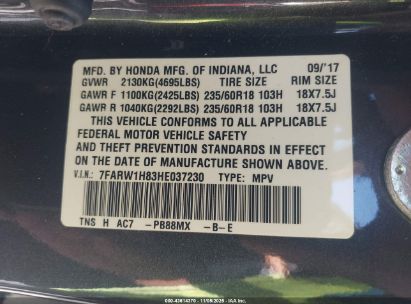 MFD. BY HONDA MFG. OF INDIANA, LLC 09/'17
GVWR 2130KG(4695LBS) TIRE SIZE RIM SIZE
GAWR F 1100KG(2425LBS) 235/60R18 103H 18X7.5J
GAWR R 1040KG(2292LBS) 235/60R18 103H 18X7.5J
THIS VEHICLE CONFORMS TO ALL APPLICABLE
FEDERAL MOTOR VEHICLE SAFETY
AND THEFT PREVENTION STANDARDS IN EFFECT
ON THE DATE OF MANUFACTURE SHOWN ABOVE.
V.I.N.: 7FARW1H83HE037230 TYPE: MPV
TNS H AC7 -PB88MX -B-E